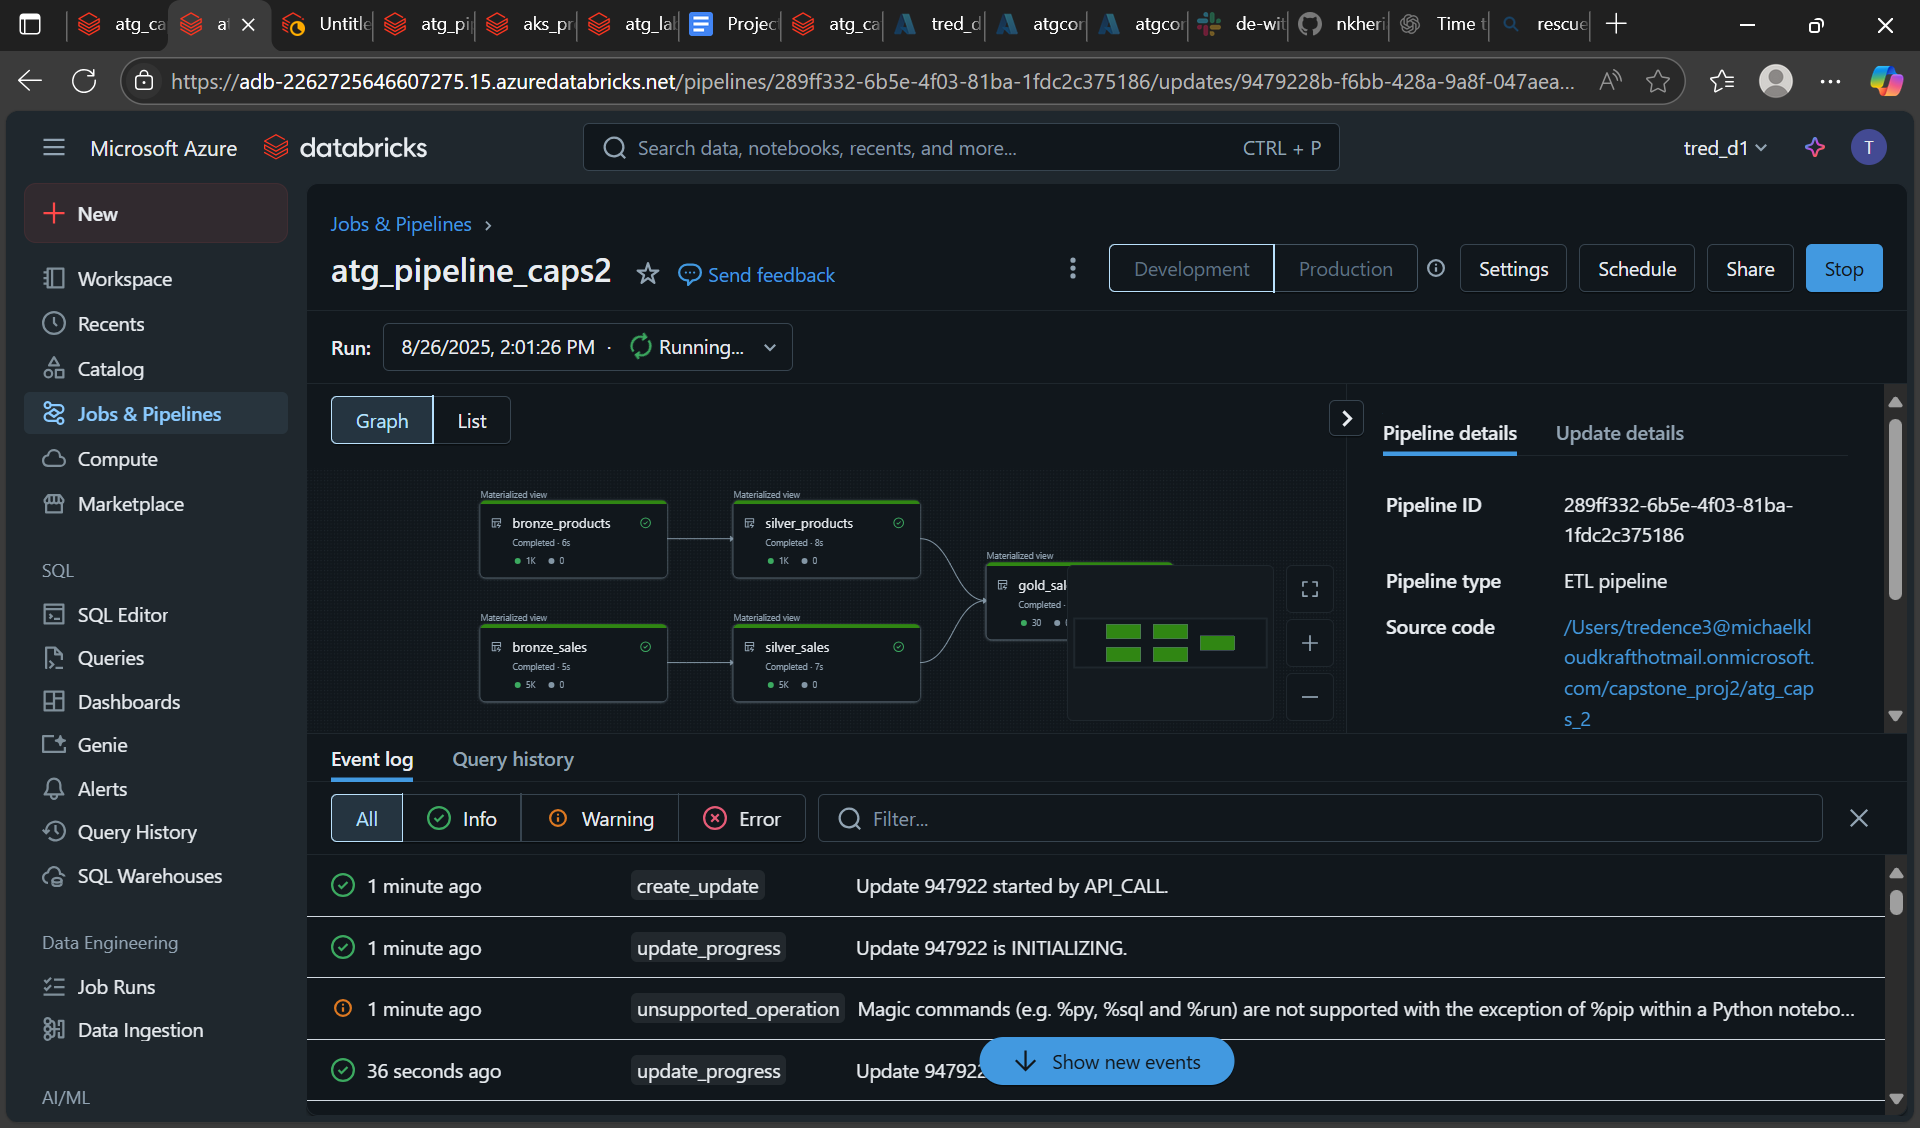 atg_ca
at
Untitle
atg_pi
aks_pr
atg_lal
Projec
atg_ca
tred_d
atgcor
atgcor
de-wit
nkheri
Time t
rescue
https://adb-2262725646607275.15.azuredatabricks.net/pipelines/289ff332-6b5e-4f03-81ba-1fdc2c375186/updates/9479228b-f6bb-428a-9a8f-047aea...
Microsoft Azure databricks
Search data, notebooks, recents, and more... CTRL + P
tred_d1
T
New
Workspace
Recents
Catalog
Jobs & Pipelines
Compute
Marketplace
SQL
SQL Editor
Queries
Dashboards
Genie
Alerts
Query History
SQL Warehouses
Data Engineering
Job Runs
Data Ingestion
AI/ML
Jobs & Pipelines ›
atg_pipeline_caps2
Send feedback
Development Production
Settings
Schedule
Share
Stop
Run: 8/26/2025, 2:01:26 PM · Running...
Graph List
Materialized view
bronze_products
Completed · 6s
1K 0
Materialized view
silver_products
Completed · 8s
1K 0
Materialized view
bronze_sales
Completed · 5s
5K 0
Materialized view
silver_sales
Completed · 7s
5K 0
Materialized view
gold_sal
Completed ·
30
Pipeline details Update details
Pipeline ID 289ff332-6b5e-4f03-81ba-
1fdc2c375186
Pipeline type ETL pipeline
Source code /Users/tredence3@michaelkl
oudkrafthotmail.onmicrosoft.
com/capstone_proj2/atg_cap
s_2
Event log Query history
All Info Warning Error Filter...
1 minute ago create_update Update 947922 started by API_CALL.
1 minute ago update_progress Update 947922 is INITIALIZING.
1 minute ago unsupported_operation Magic commands (e.g. %py, %sql and %run) are not supported with the exception of %pip within a Python notebo...
36 seconds ago update_progress Update 947922
Show new events